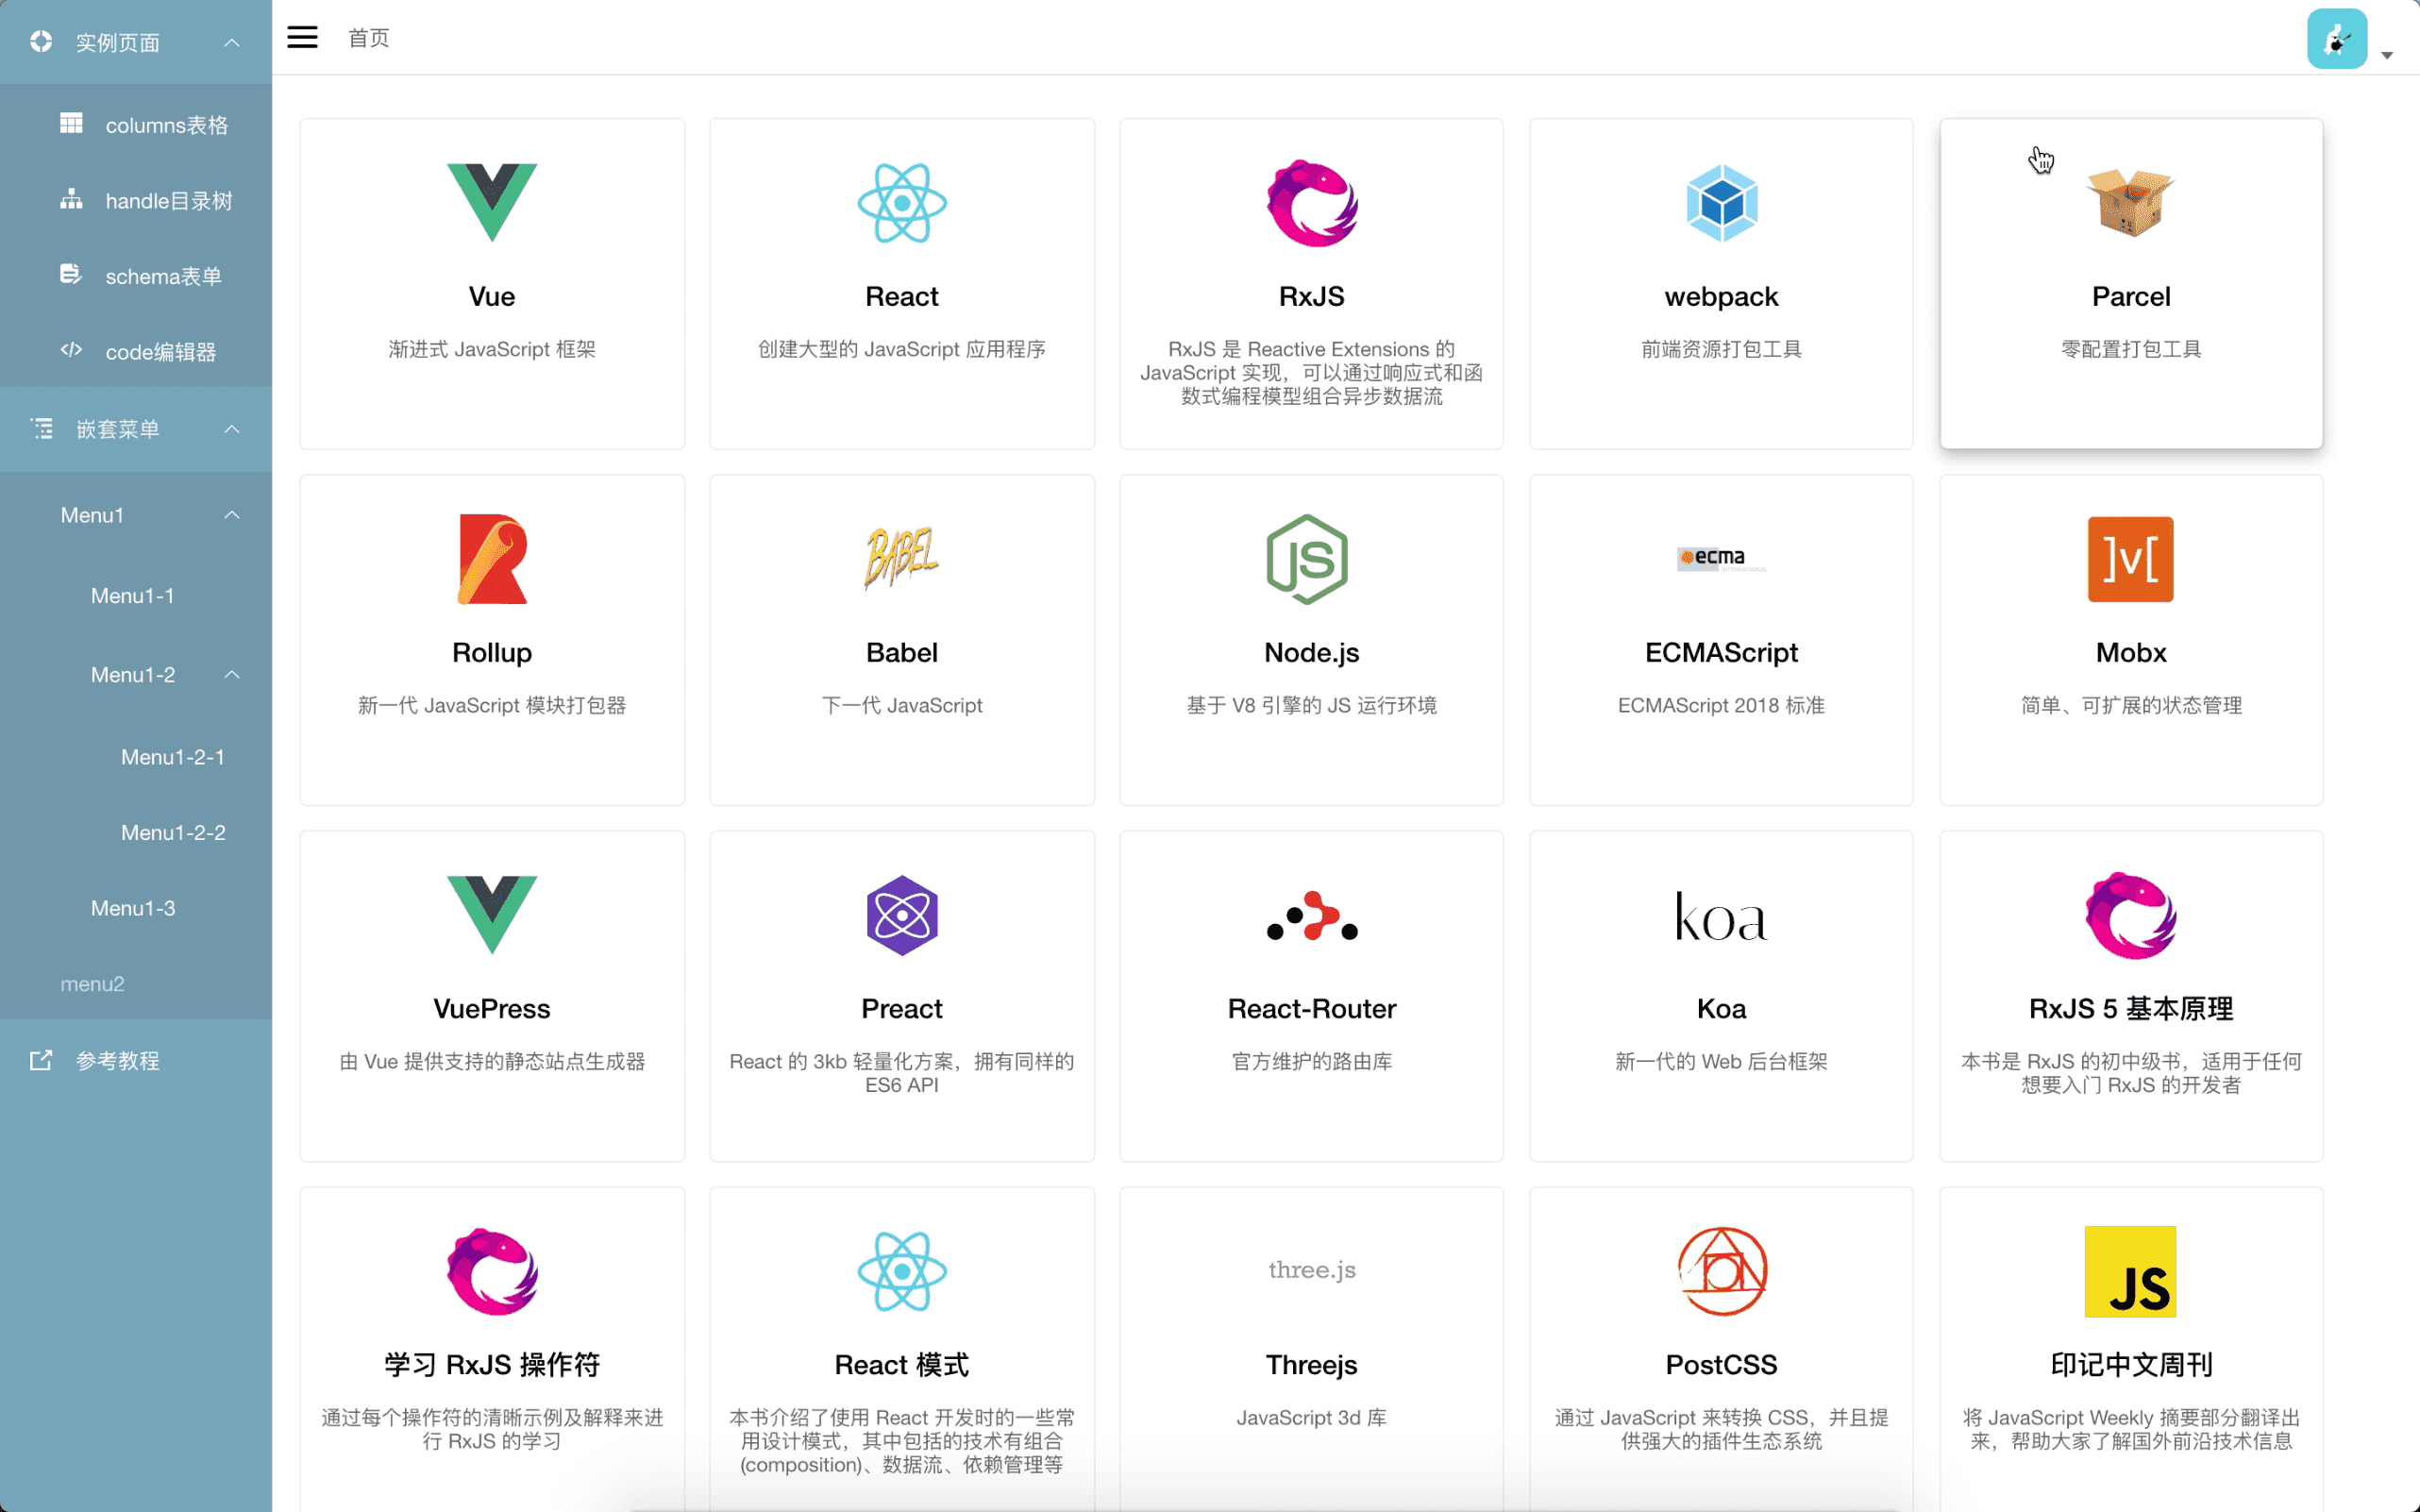 实例页面
columns表格
handle目录树
schema表单
code编辑器
嵌套菜单
Menu1
Menu1-1
Menu1-2
Menu1-2-1
Menu1-2-2
Menu1-3
menu2
参考教程
首页
Vue
渐进式 JavaScript 框架
React
创建大型的 JavaScript 应用程序
RxJS
RxJS 是 Reactive Extensions 的
JavaScript 实现，可以通过响应式和函
数式编程模型组合异步数据流
webpack
前端资源打包工具
Parcel
零配置打包工具
Rollup
新一代 JavaScript 模块打包器
BABEL
Babel
下一代 JavaScript
JS
Node.js
基于 V8 引擎的 JS 运行环境
ecma
INTERNATIONAL
ECMAScript
ECMAScript 2018 标准
]v[
Mobx
简单、可扩展的状态管理
VuePress
由 Vue 提供支持的静态站点生成器
Preact
React 的 3kb 轻量化方案，拥有同样的
ES6 API
React-Router
官方维护的路由库
koa
Koa
新一代的 Web 后台框架
RxJS 5 基本原理
本书是 RxJS 的初中级书，适用于任何
想要入门 RxJS 的开发者
学习 RxJS 操作符
通过每个操作符的清晰示例及解释来进
行 RxJS 的学习
React 模式
本书介绍了使用 React 开发时的一些常
用设计模式，其中包括的技术有组合
(composition)、数据流、依赖管理等
three.js
Threejs
JavaScript 3d 库
PostCSS
通过 JavaScript 来转换 CSS，并且提
供强大的插件生态系统
JS
印记中文周刊
将 JavaScript Weekly 摘要部分翻译出
来，帮助大家了解国外前沿技术信息